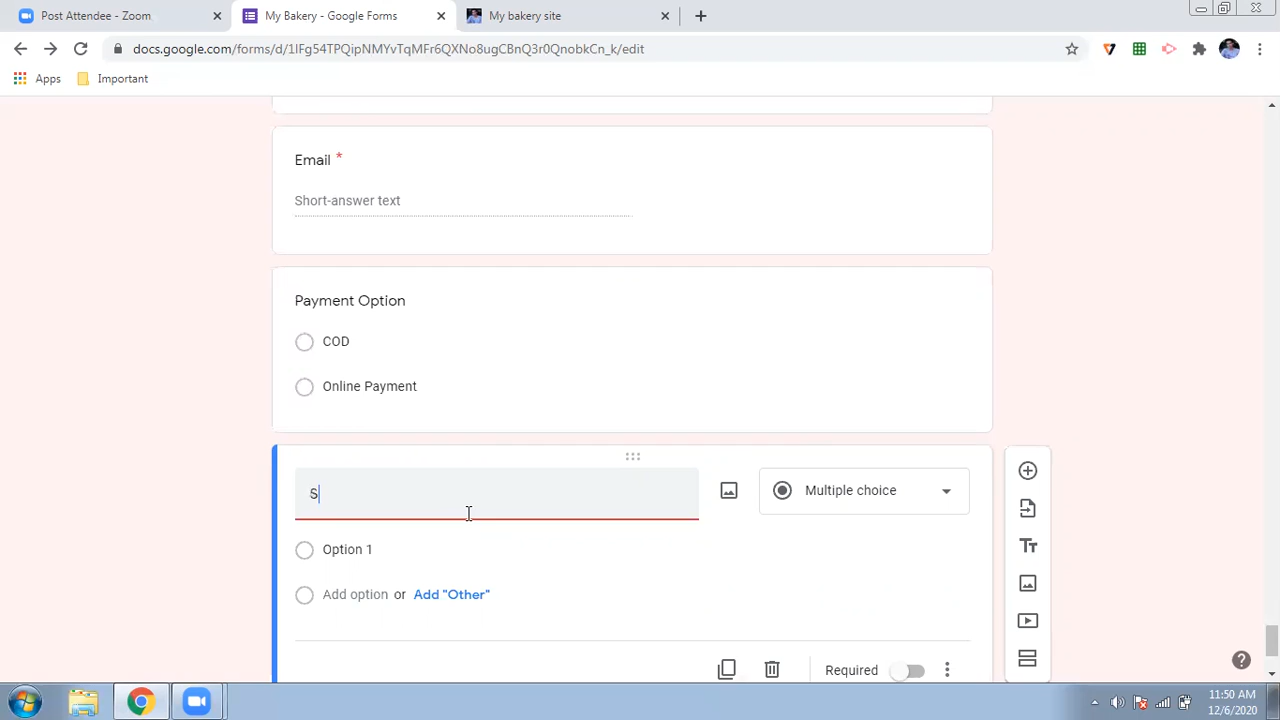 Post Attendee - Zoom
My Bakery - Google Forms
My bakery site
docs.google.com/forms/d/1lFg54TPQipNMYvTqMFr6QXNo8ugCBnQ3r0QnobkCn_k/edit
Apps
Important
Email *
Short-answer text
Payment Option
COD
Online Payment
S
Multiple choice
Option 1
Add option or Add "Other"
Required
11:50 AM
12/6/2020